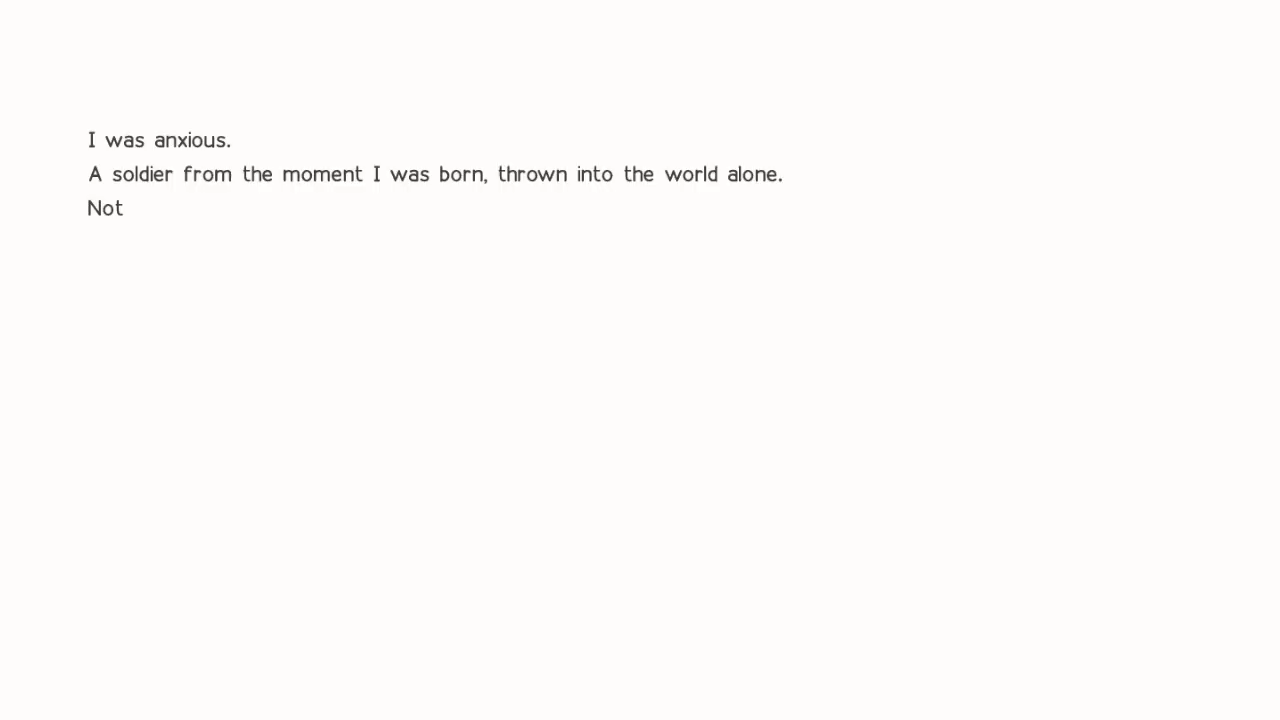 I was anxious.
A soldier from the moment I was born, thrown into the world alone.
Not